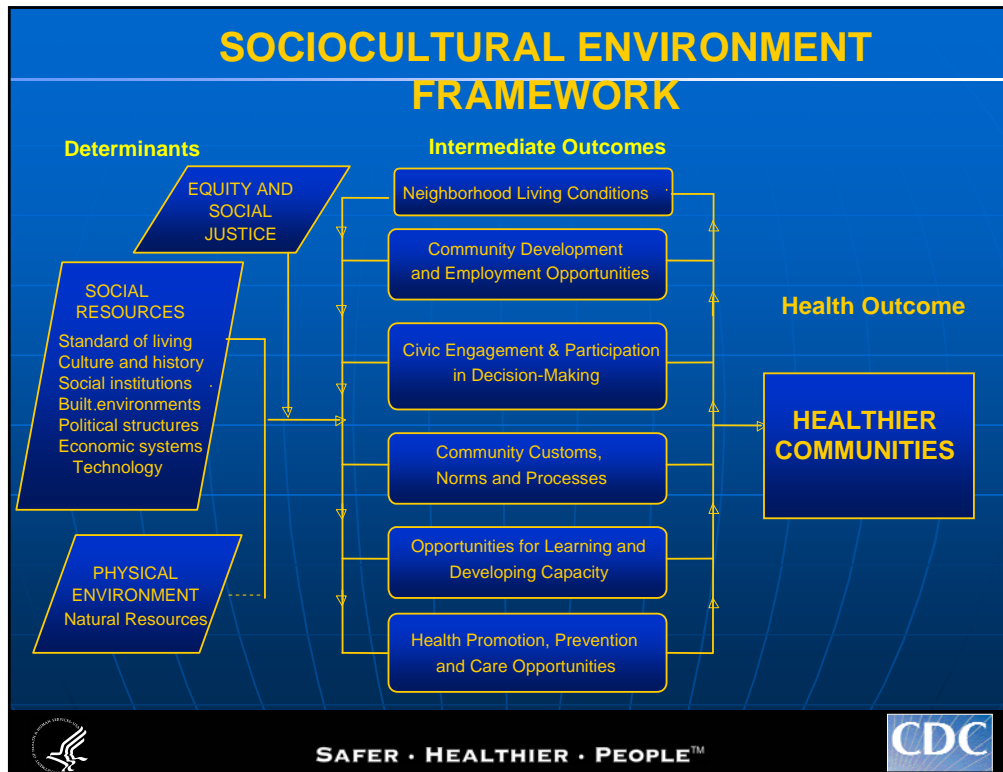 SOCIOCULTURAL ENVIRONMENT
FRAMEWORK
Determinants
EQUITY AND
SOCIAL
JUSTICE
SOCIAL
RESOURCES
Standard of living
Culture and history
Social institutions
Built.environments
Political structures
Economic systems
Technology
PHYSICAL
ENVIRONMENT
Natural Resources
Intermediate Outcomes
Neighborhood Living Conditions
Community Development
and Employment Opportunities
Civic Engagement & Participation
in Decision-Making
Community Customs,
Norms and Processes
Opportunities for Learning and
Developing Capacity
Health Promotion, Prevention
and Care Opportunities
Health Outcome
HEALTHIER
COMMUNITIES
SAFER · HEALTHIER · PEOPLE™
CDC